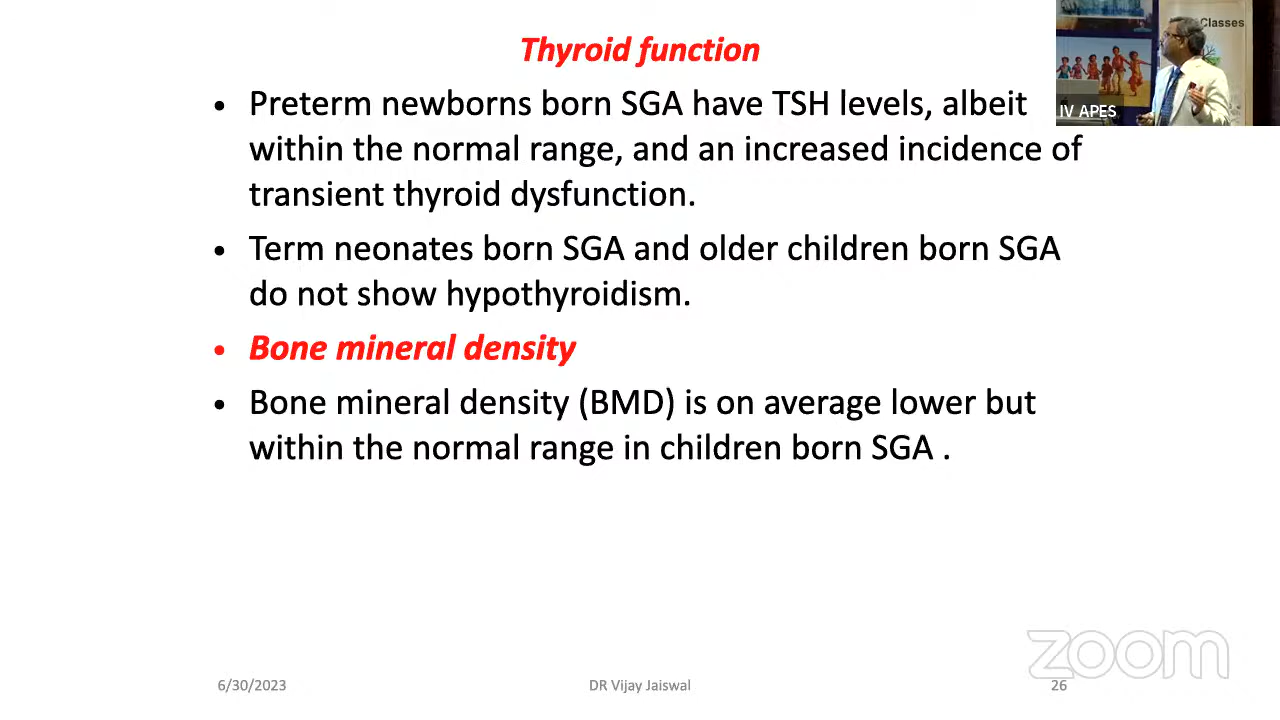 Thyroid function
• Preterm newborns born SGA have TSH levels, albeit
within the normal range, and an increased incidence of
transient thyroid dysfunction.
• Term neonates born SGA and older children born SGA
do not show hypothyroidism.
• Bone mineral density
• Bone mineral density (BMD) is on average lower but
within the normal range in children born SGA .
Classes
IV APES
zoom
6/30/2023
DR Vijay Jaiswal
26